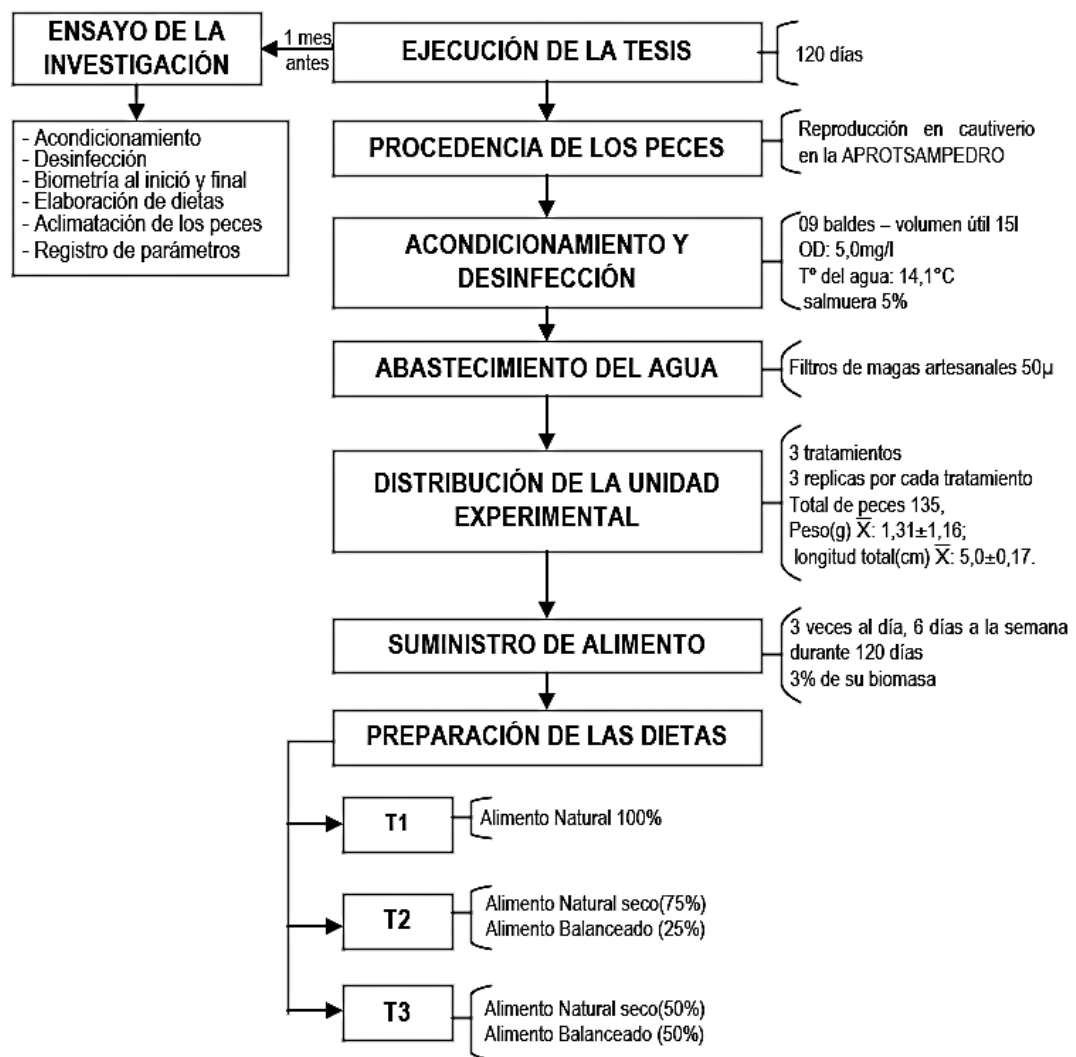 ENSAYO DE LA
INVESTIGACIÓN
1 mes
antes
EJECUCIÓN DE LA TESIS
120 días
- Acondicionamiento
- Desinfección
- Biometría al inició y final
- Elaboración de dietas
- Aclimatación de los peces
- Registro de parámetros
PROCEDENCIA DE LOS PECES
Reproducción en cautiverio
en la APROTSAMPEDRO
ACONDICIONAMIENTO Y
DESINFECCIÓN
09 baldes – volumen útil 15l
OD: 5,0mg/l
Tº del agua: 14,1°C
salmuera 5%
ABASTECIMIENTO DEL AGUA
Filtros de magas artesanales 50µ
DISTRIBUCIÓN DE LA UNIDAD
EXPERIMENTAL
3 tratamientos
3 replicas por cada tratamiento
Total de peces 135,
Peso(g) X̅: 1,31±1,16;
longitud total(cm) X̅: 5,0±0,17.
SUMINISTRO DE ALIMENTO
3 veces al día, 6 días a la semana
durante 120 días
3% de su biomasa
PREPARACIÓN DE LAS DIETAS
T1
Alimento Natural 100%
T2
Alimento Natural seco(75%)
Alimento Balanceado (25%)
T3
Alimento Natural seco(50%)
Alimento Balanceado (50%)